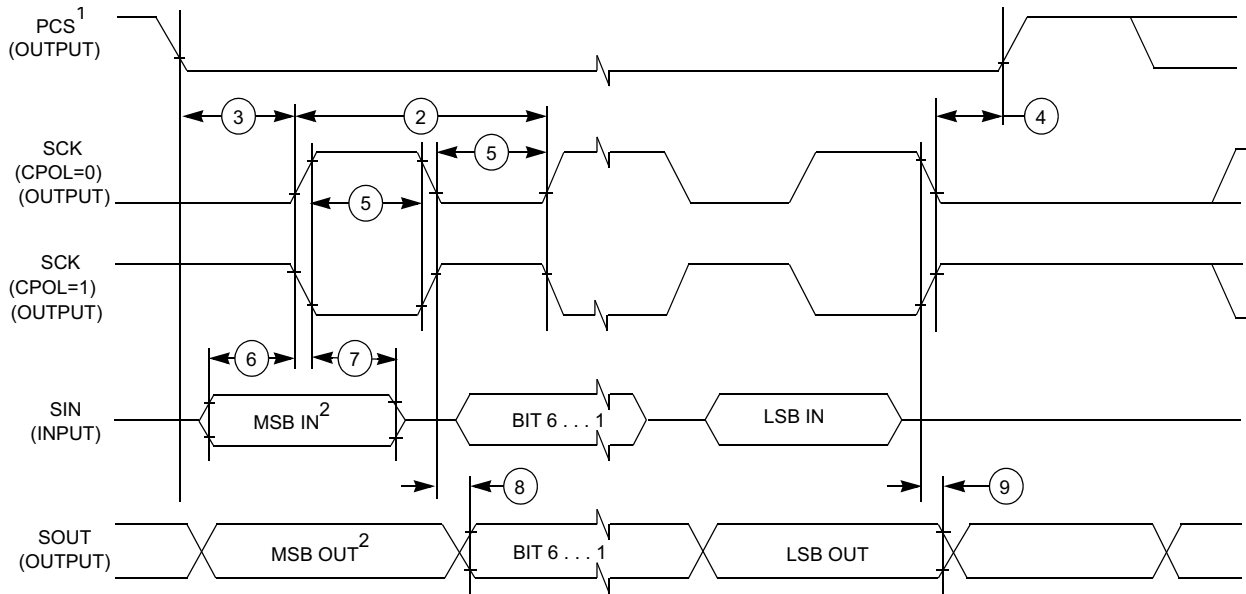 PCS1
(OUTPUT)
3
2
4
SCK
(CPOL=0)
(OUTPUT)
5
5
SCK
(CPOL=1)
(OUTPUT)
6
7
SIN
(INPUT)
MSB IN2
BIT 6 . . . 1
LSB IN
8
9
SOUT
(OUTPUT)
MSB OUT2
BIT 6 . . . 1
LSB OUT